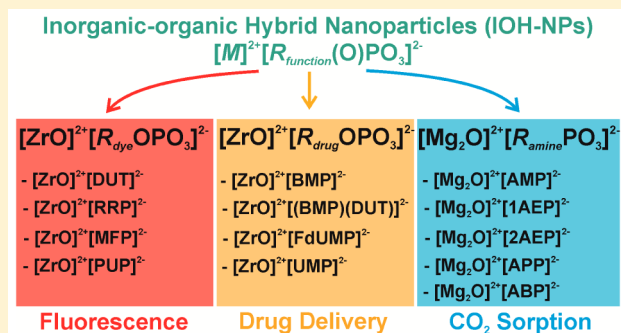 Inorganic-organic Hybrid Nanoparticles (IOH-NPs)
[M]²⁺[R_function(O)PO₃]²⁻
[ZrO]²⁺[R_dyeOPO₃]²⁻
- [ZrO]²⁺[DUT]²⁻
- [ZrO]²⁺[RRP]²⁻
- [ZrO]²⁺[MFP]²⁻
- [ZrO]²⁺[PUP]²⁻
Fluorescence
[ZrO]²⁺[R_drugOPO₃]²⁻
- [ZrO]²⁺[BMP]²⁻
- [ZrO]²⁺[(BMP)(DUT)]²⁻
- [ZrO]²⁺[FdUMP]²⁻
- [ZrO]²⁺[UMP]²⁻
Drug Delivery
[Mg₂O]²⁺[R_aminePO₃]²⁻
- [Mg₂O]²⁺[AMP]²⁻
- [Mg₂O]²⁺[1AEP]²⁻
- [Mg₂O]²⁺[2AEP]²⁻
- [Mg₂O]²⁺[APP]²⁻
- [Mg₂O]²⁺[ABP]²⁻
CO₂ Sorption